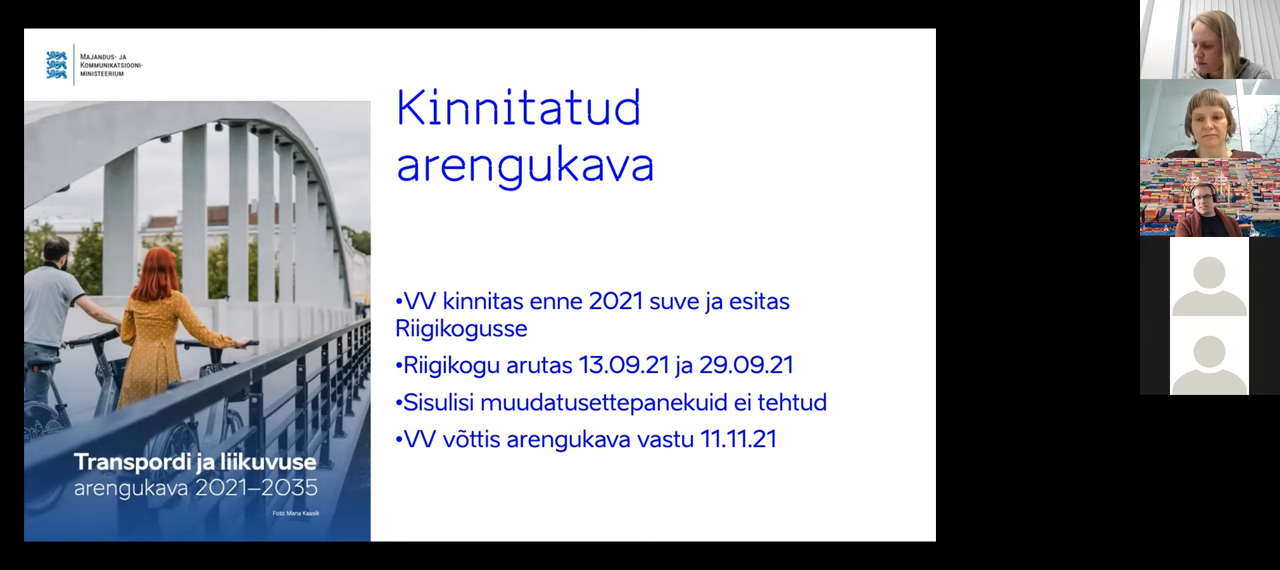 MAJANDUS- JA
KOMMUNIKATSIOONI-
MINISTEERIUM
Kinnitatud
arengukava
•VV kinnitas enne 2021 suve ja esitas
Riigikogusse
•Riigikogu arutas 13.09.21 ja 29.09.21
•Sisulisi muudatusettepanekuid ei tehtud
•VV võttis arengukava vastu 11.11.21
Transpordi ja liikuvuse
arengukava 2021–2035
Foto: Mana Kaasik